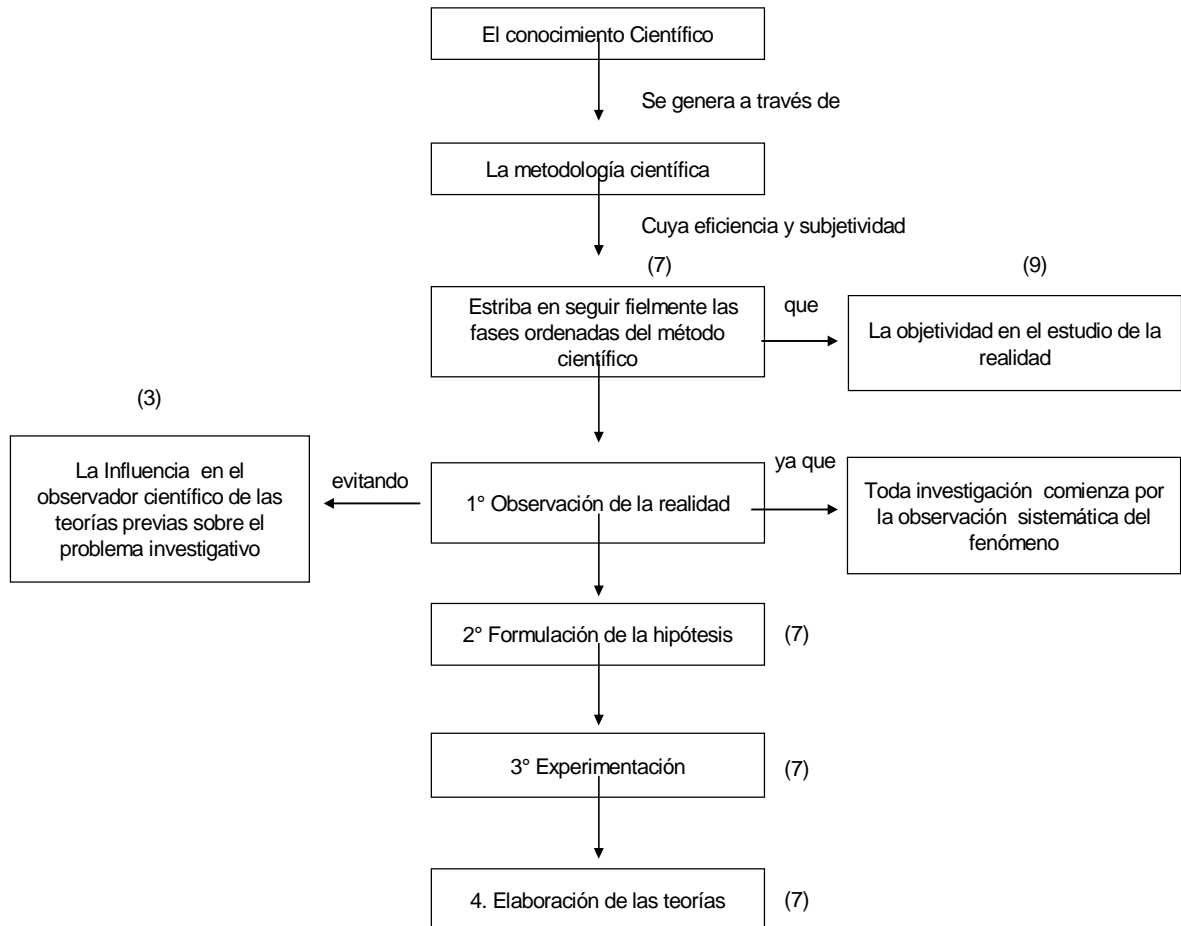 El conocimiento Científico
Se genera a través de
La metodología científica
Cuya eficiencia y subjetividad
(7)
(9)
Estriba en seguir fielmente las
fases ordenadas del método
científico
que
La objetividad en el estudio de la
realidad
(3)
La Influencia en el
observador científico de las
teorías previas sobre el
problema investigativo
evitando
1° Observación de la realidad
ya que
Toda investigación comienza por
la observación sistemática del
fenómeno
2° Formulación de la hipótesis
(7)
3° Experimentación
(7)
4. Elaboración de las teorías
(7)